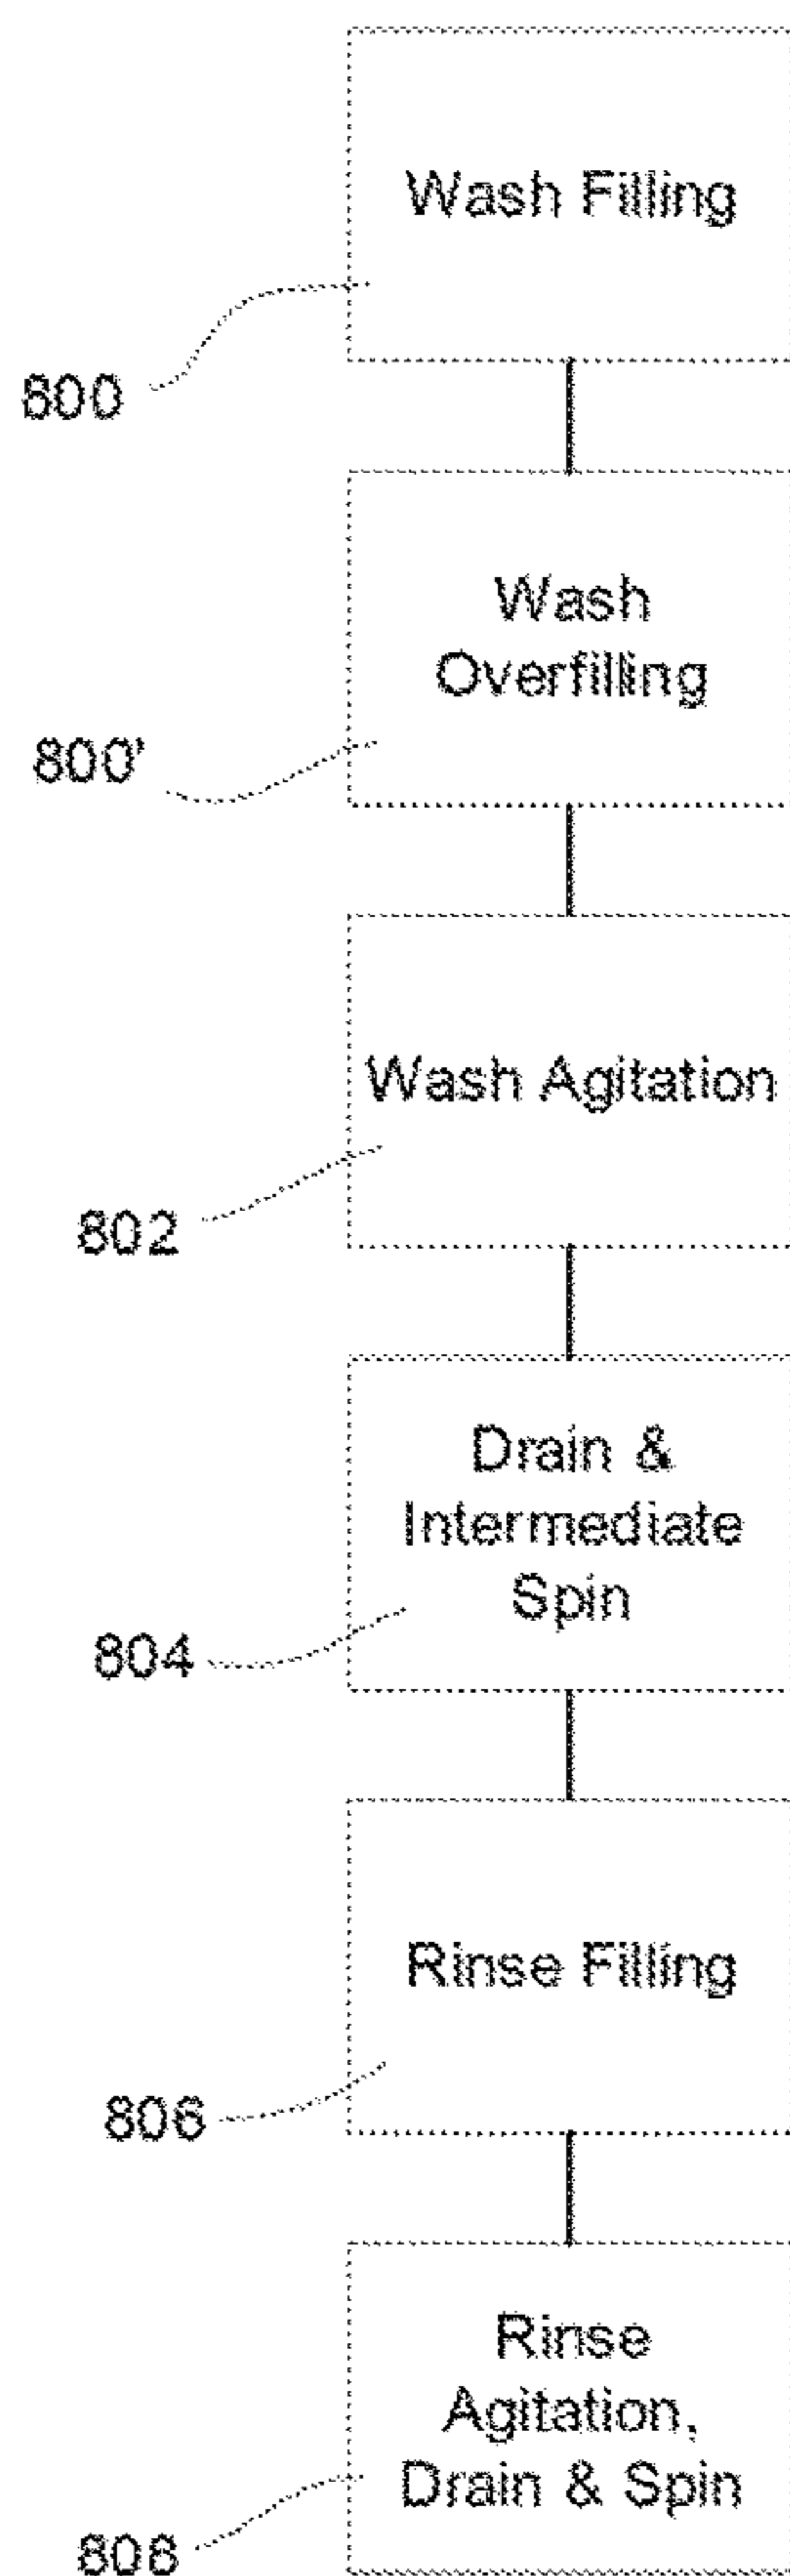 Wash Filling
800
Wash
Overfilling
800'
Wash Agitation
802
Drain &
Intermediate
Spin
804
Rinse Filling
806
Rinse
Agitation,
Drain & Spin
808